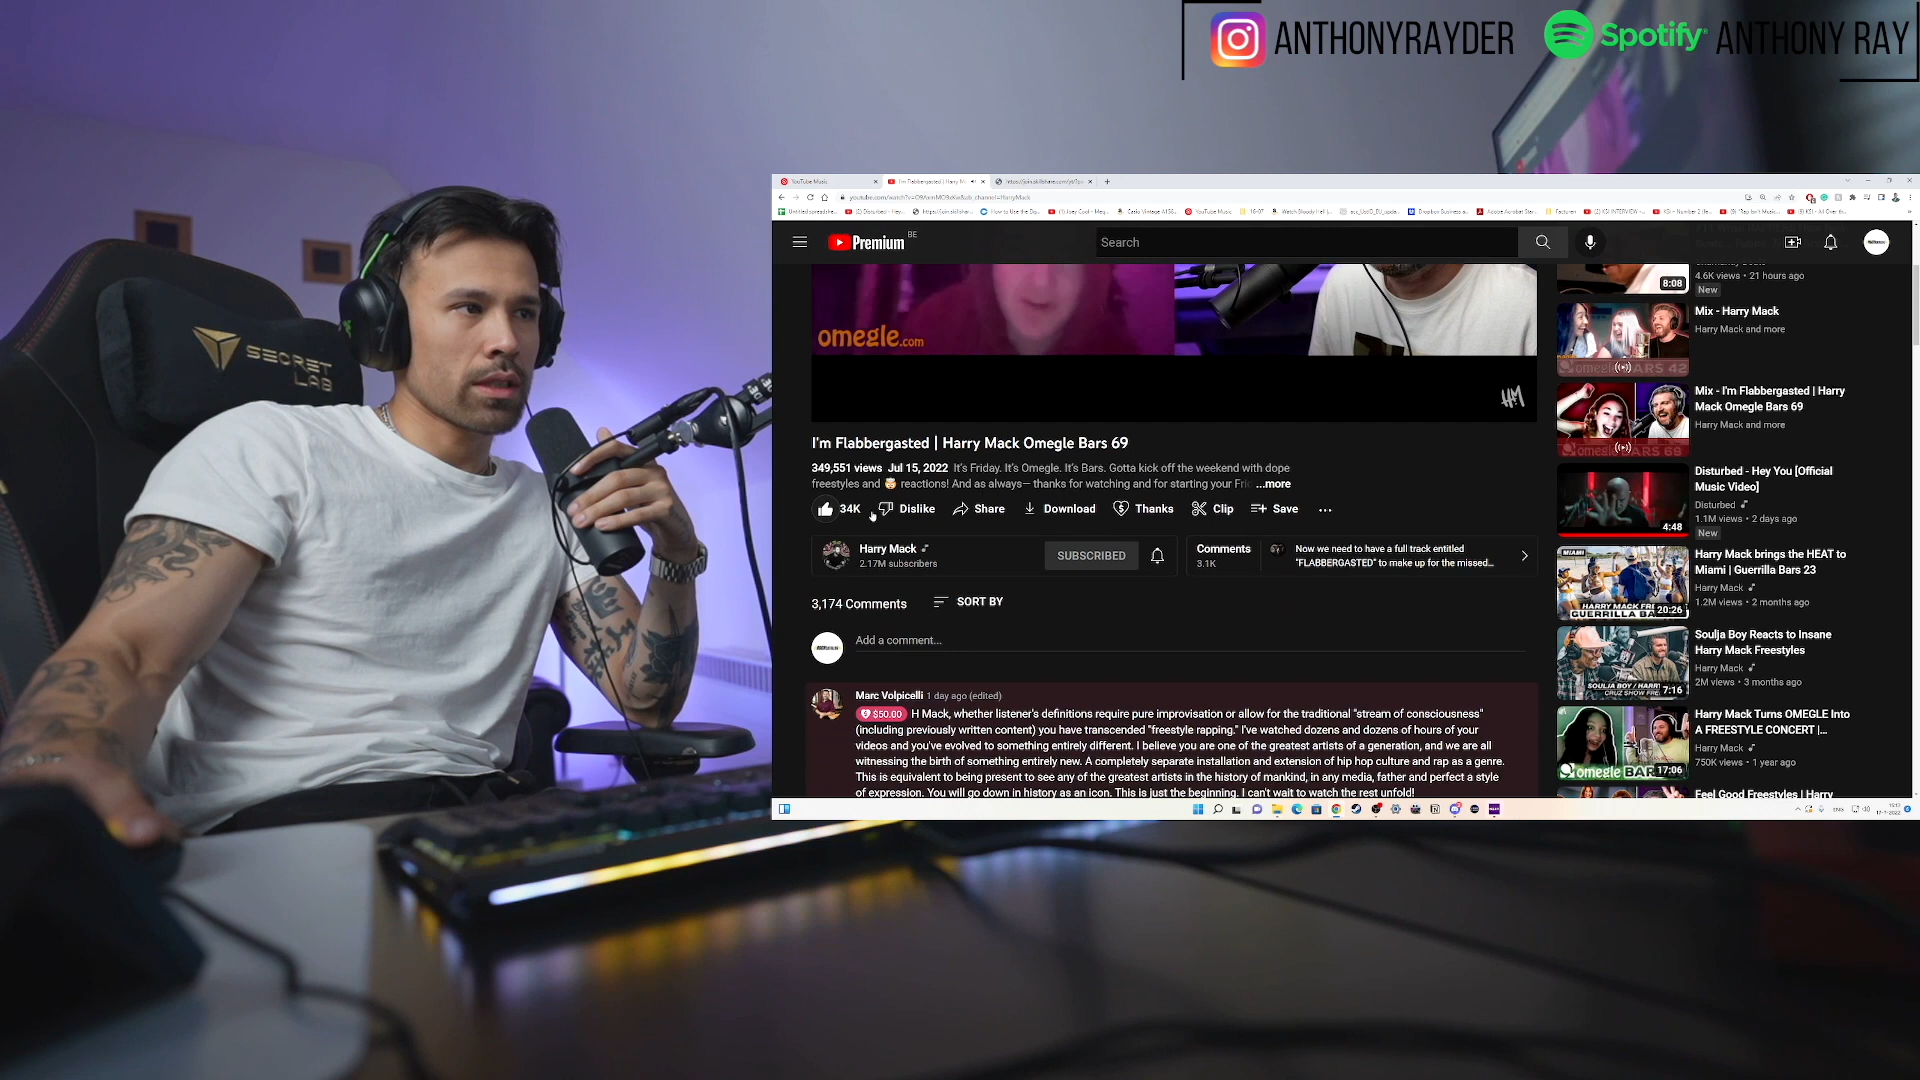 ANTHONYRAYDER
Spotify
ANTHONY RAY
SECRET
LAB
YouTube Music
I'm Flabbergasted | Harry M
Premium
BE
Search
omegle.com
HM
I'm Flabbergasted | Harry Mack Omegle Bars 69
349,551 views Jul 15, 2022 It's Friday. It's Omegle. It's Bars. Gotta kick off the weekend with dope
freestyles and 🤯 reactions! And as always— thanks for watching and for starting your Fri ...more
34K Dislike Share Download Thanks Clip Save ...
Harry Mack
2.17M subscribers
SUBSCRIBED
Comments
3.1K
Now we need to have a full track entitled
"FLABBERGASTED" to make up for the missed...
3,174 Comments
SORT BY
Add a comment...
Marc Volpicelli 1 day ago (edited)
$50.00 H Mack, whether listener's definitions require pure improvisation or allow for the traditional "stream of consciousness"
(including previously written content) you have transcended "freestyle rapping." I've watched dozens and dozens of hours of your
videos and you've evolved to something entirely different. I believe you are one of the greatest artists of a generation, and we are all
witnessing the birth of something entirely new. A completely separate installation and extension of hip hop culture and rap as a genre.
This is equivalent to being present to see any of the greatest artists in the history of mankind, in any media, father and perfect a style
of expression. You will go down in history as an icon. This is just the beginning. I can't wait to watch the rest unfold!
4.6K views • 21 hours ago
8:08
New
Mix - Harry Mack
Harry Mack and more
Mix - I'm Flabbergasted | Harry
Mack Omegle Bars 69
Harry Mack and more
Disturbed - Hey You [Official
Music Video]
Disturbed
1.1M views • 2 days ago
4:48
New
MIAMI
Harry Mack brings the HEAT to
Miami | Guerrilla Bars 23
Harry Mack
1.2M views • 2 months ago
20:26
Soulja Boy Reacts to Insane
Harry Mack Freestyles
Harry Mack
2M views • 3 months ago
7:16
Harry Mack Turns OMEGLE Into
A FREESTYLE CONCERT |...
Harry Mack
750K views • 1 year ago
17:06
Feel Good Freestyles | Harry